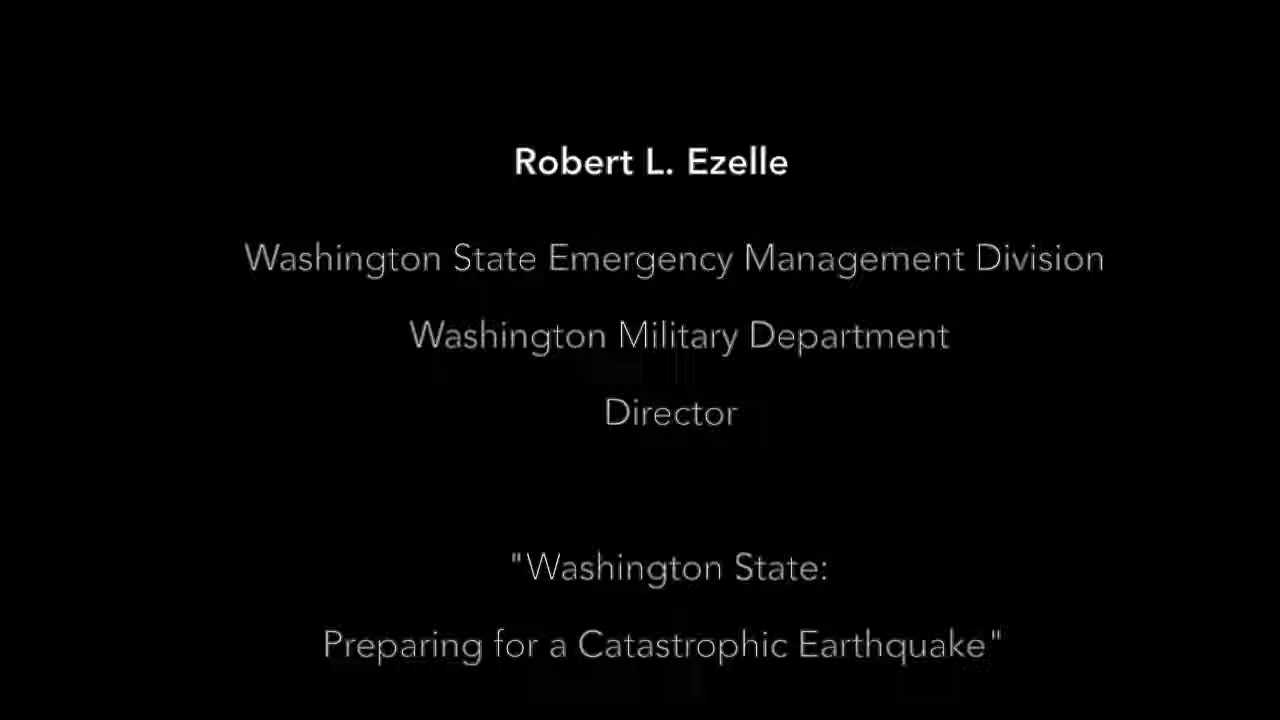 Robert L. Ezelle
Washington State Emergency Management Division
Washington Military Department
Director
"Washington State:
Preparing for a Catastrophic Earthquake"